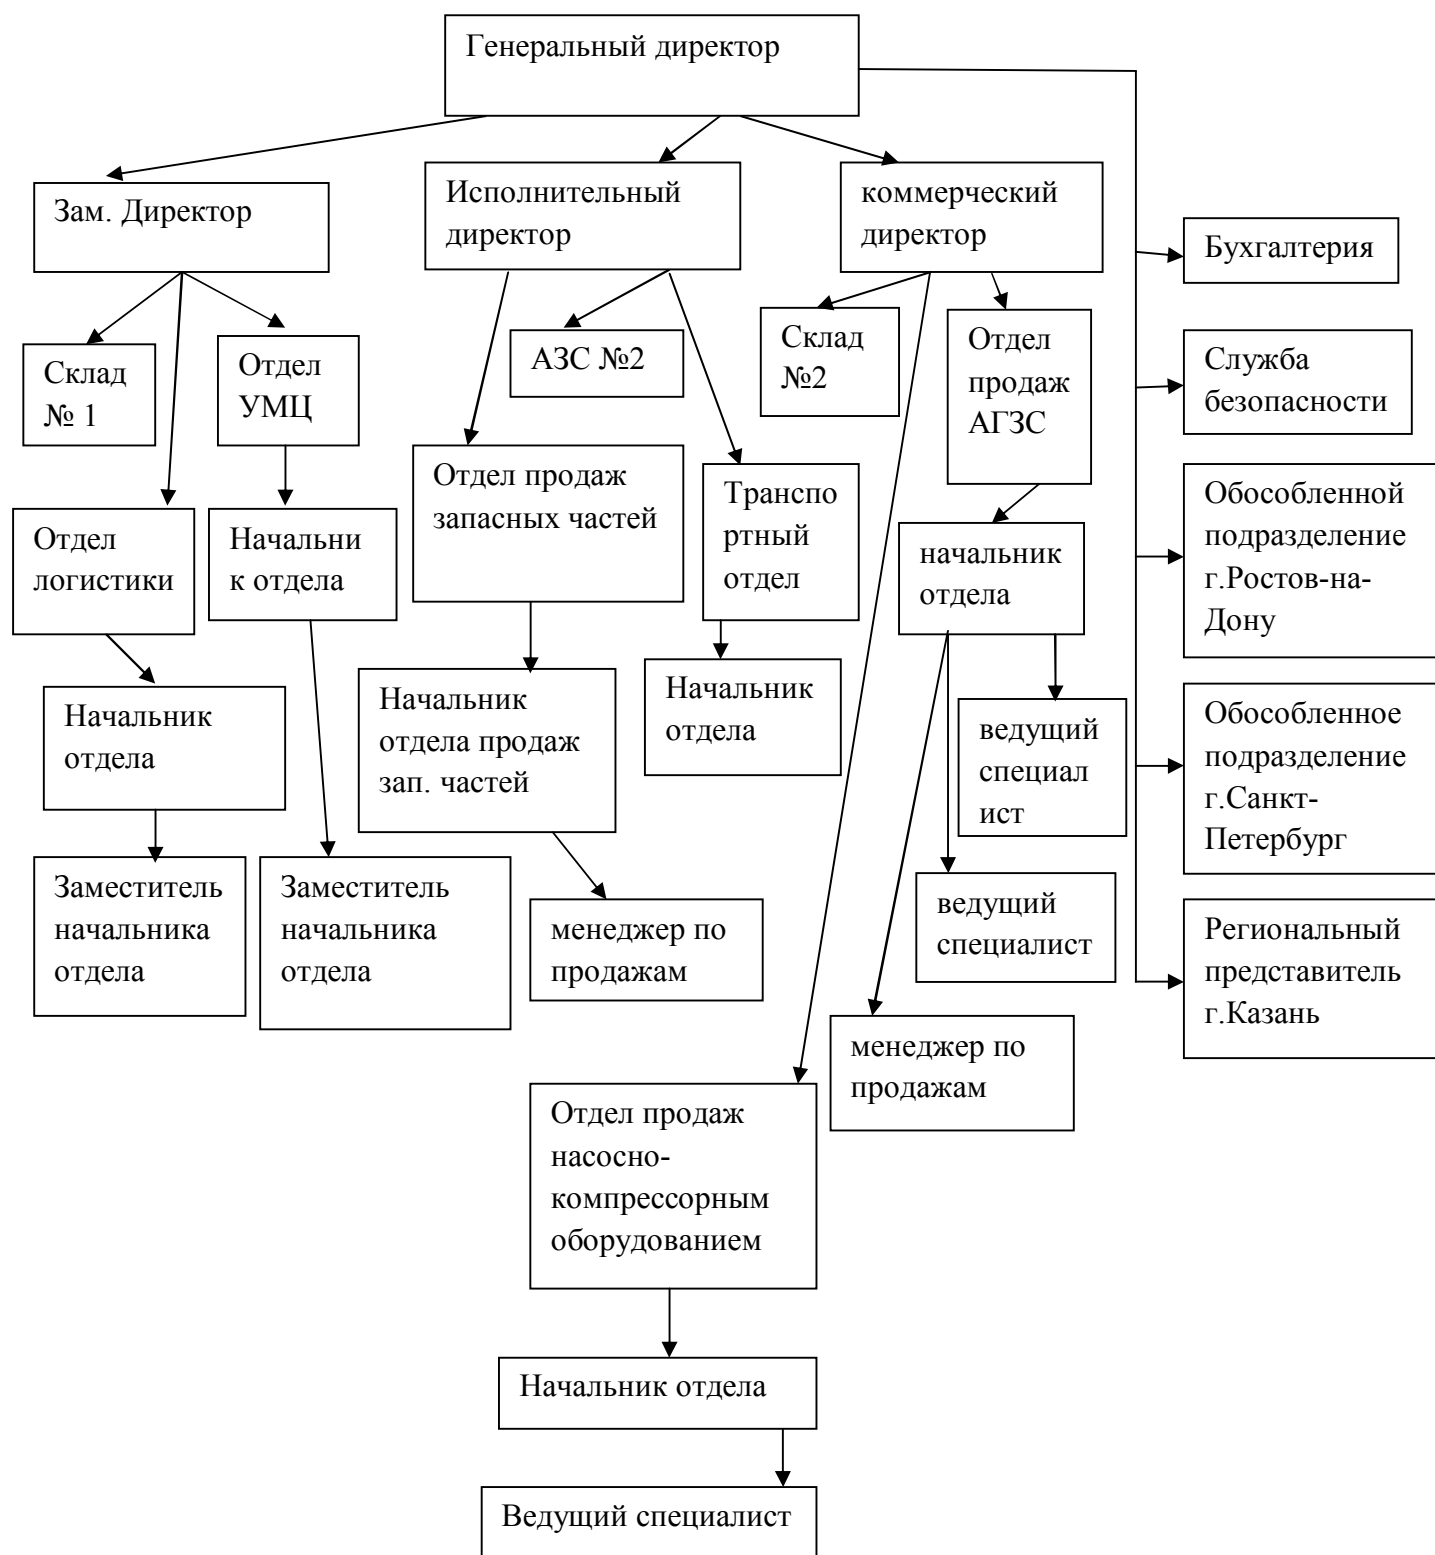 Генеральный директор
Зам. Директор
Исполнительный
директор
коммерческий
директор
Бухгалтерия
Склад
№ 1
Отдел
УМЦ
АЗС №2
Склад
№2
Отдел
продаж
АГЗС
Служба
безопасности
Отдел
логистики
Начальни
к отдела
Отдел продаж
запасных частей
Транспо
ртный
отдел
начальник
отдела
Обособленной
подразделение
г.Ростов-на-
Дону
Начальник
отдела
Начальник
отдела продаж
зап. частей
Начальник
отдела
ведущий
специал
ист
Обособленное
подразделение
г.Санкт-
Петербург
Заместитель
начальника
отдела
Заместитель
начальника
отдела
менеджер по
продажам
ведущий
специалист
Региональный
представитель
г.Казань
менеджер по
продажам
Отдел продаж
насосно-
компрессорным
оборудованием
Начальник отдела
Ведущий специалист